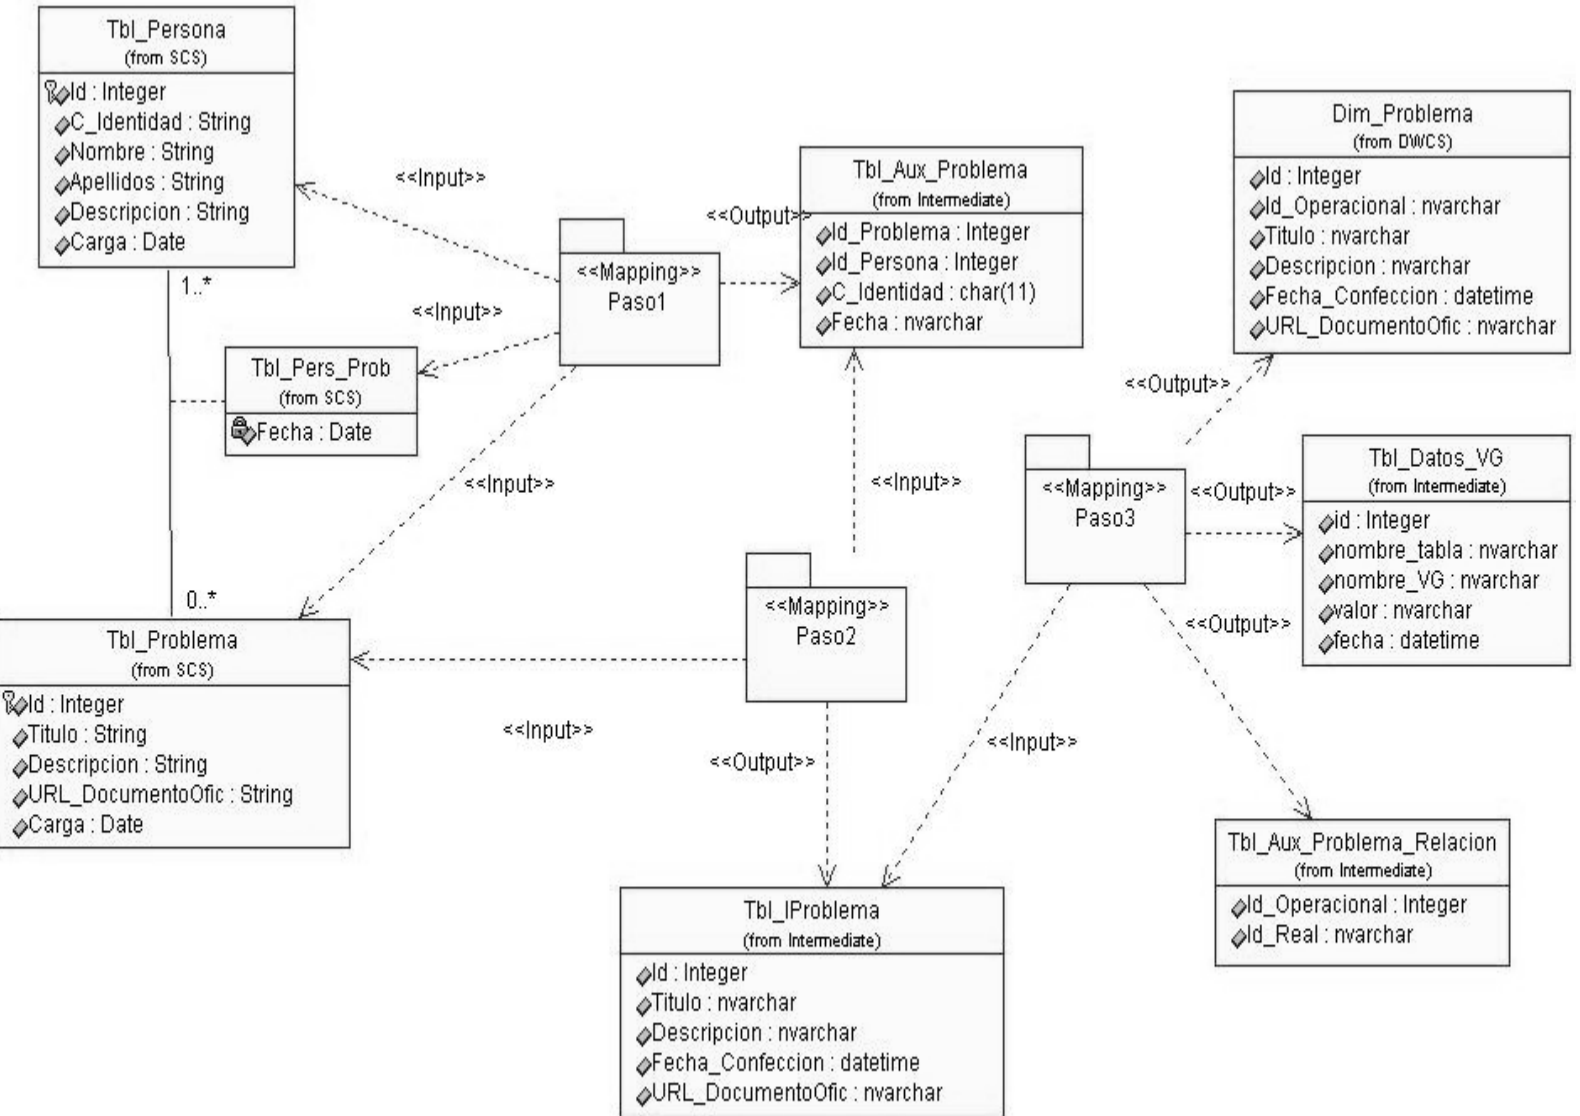 Tbl_Persona
(from SCS)
Id : Integer
C_Identidad : String
Nombre : String
Apellidos : String
Descripcion : String
Carga : Date
1..*
Tbl_Pers_Prob
(from SCS)
Fecha : Date
0..*
Tbl_Problema
(from SCS)
Id : Integer
Titulo : String
Descripcion : String
URL_DocumentoOfic : String
Carga : Date
<<Input>>
<<Input>>
<<Input>>
<<Mapping>>
Paso1
<<Output>>
Tbl_Aux_Problema
(from Intermediate)
Id_Problema : Integer
Id_Persona : Integer
C_Identidad : char(11)
Fecha : nvarchar
<<Input>>
<<Mapping>>
Paso2
<<Input>>
<<Output>>
Tbl_IProblema
(from Intermediate)
Id : Integer
Titulo : nvarchar
Descripcion : nvarchar
Fecha_Confeccion : datetime
URL_DocumentoOfic : nvarchar
<<Mapping>>
Paso3
<<Input>>
<<Output>>
<<Output>>
<<Output>>
Dim_Problema
(from DWCS)
Id : Integer
Id_Operacional : nvarchar
Titulo : nvarchar
Descripcion : nvarchar
Fecha_Confeccion : datetime
URL_DocumentoOfic : nvarchar
Tbl_Datos_VG
(from Intermediate)
id : Integer
nombre_tabla : nvarchar
nombre_VG : nvarchar
valor : nvarchar
fecha : datetime
Tbl_Aux_Problema_Relacion
(from Intermediate)
Id_Operacional : Integer
Id_Real : nvarchar